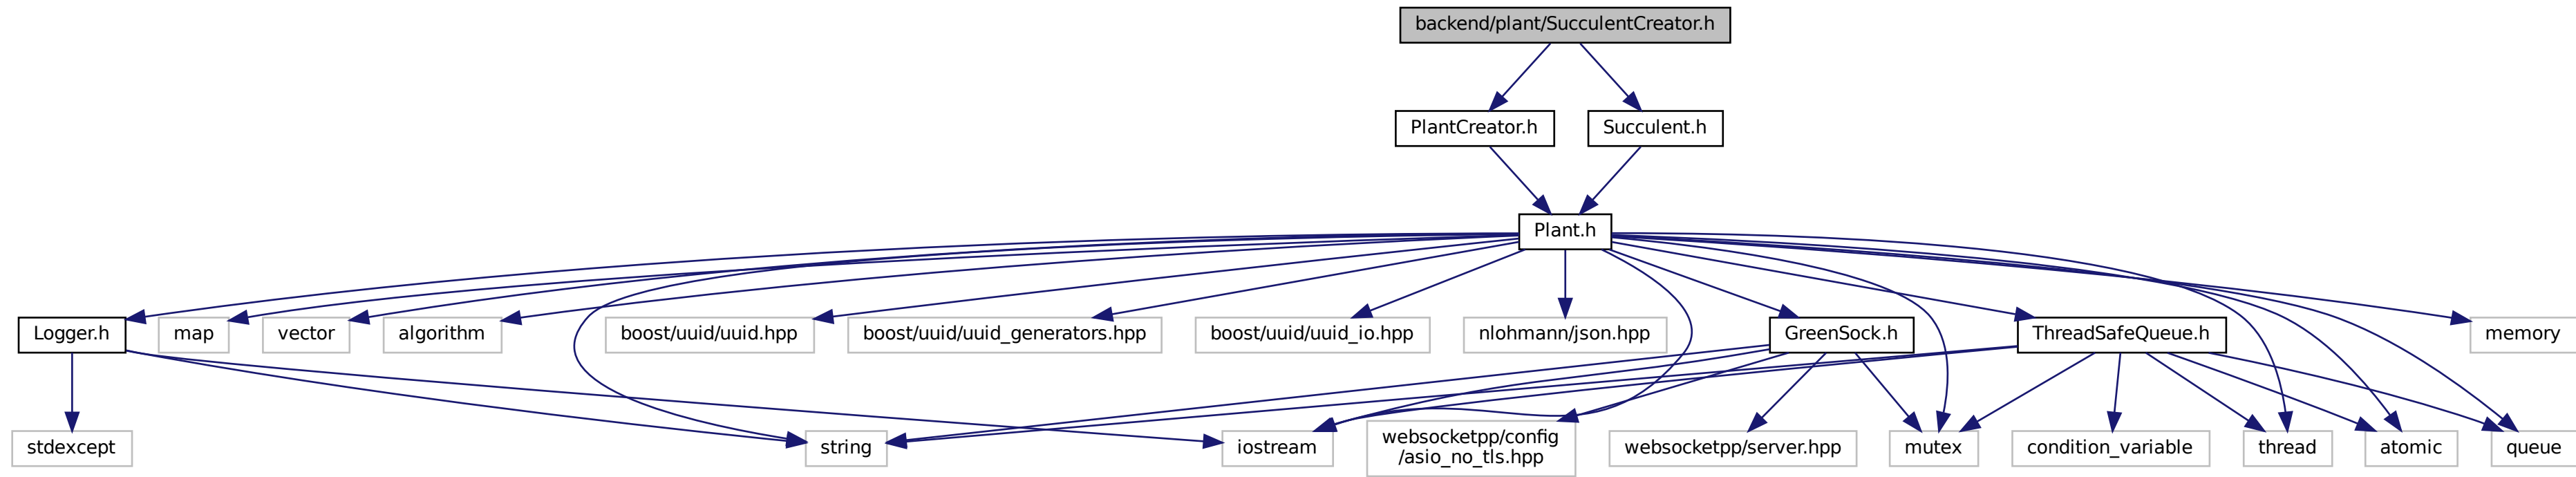 backend/plant/SucculentCreator.h
PlantCreator.h
Succulent.h
Plant.h
Logger.h
map
vector
algorithm
boost/uuid/uuid.hpp
boost/uuid/uuid_generators.hpp
boost/uuid/uuid_io.hpp
nlohmann/json.hpp
GreenSock.h
ThreadSafeQueue.h
memory
stdexcept
string
iostream
websocketpp/config
/asio_no_tls.hpp
websocketpp/server.hpp
mutex
condition_variable
thread
atomic
queue